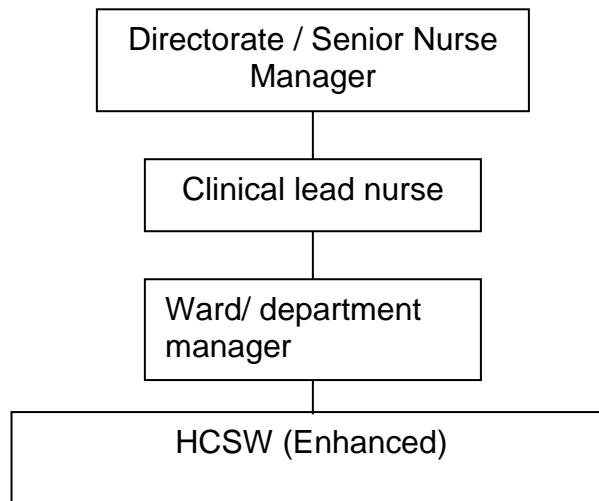 Directorate / Senior Nurse
Manager
Clinical lead nurse
Ward/ department
manager
HCSW (Enhanced)